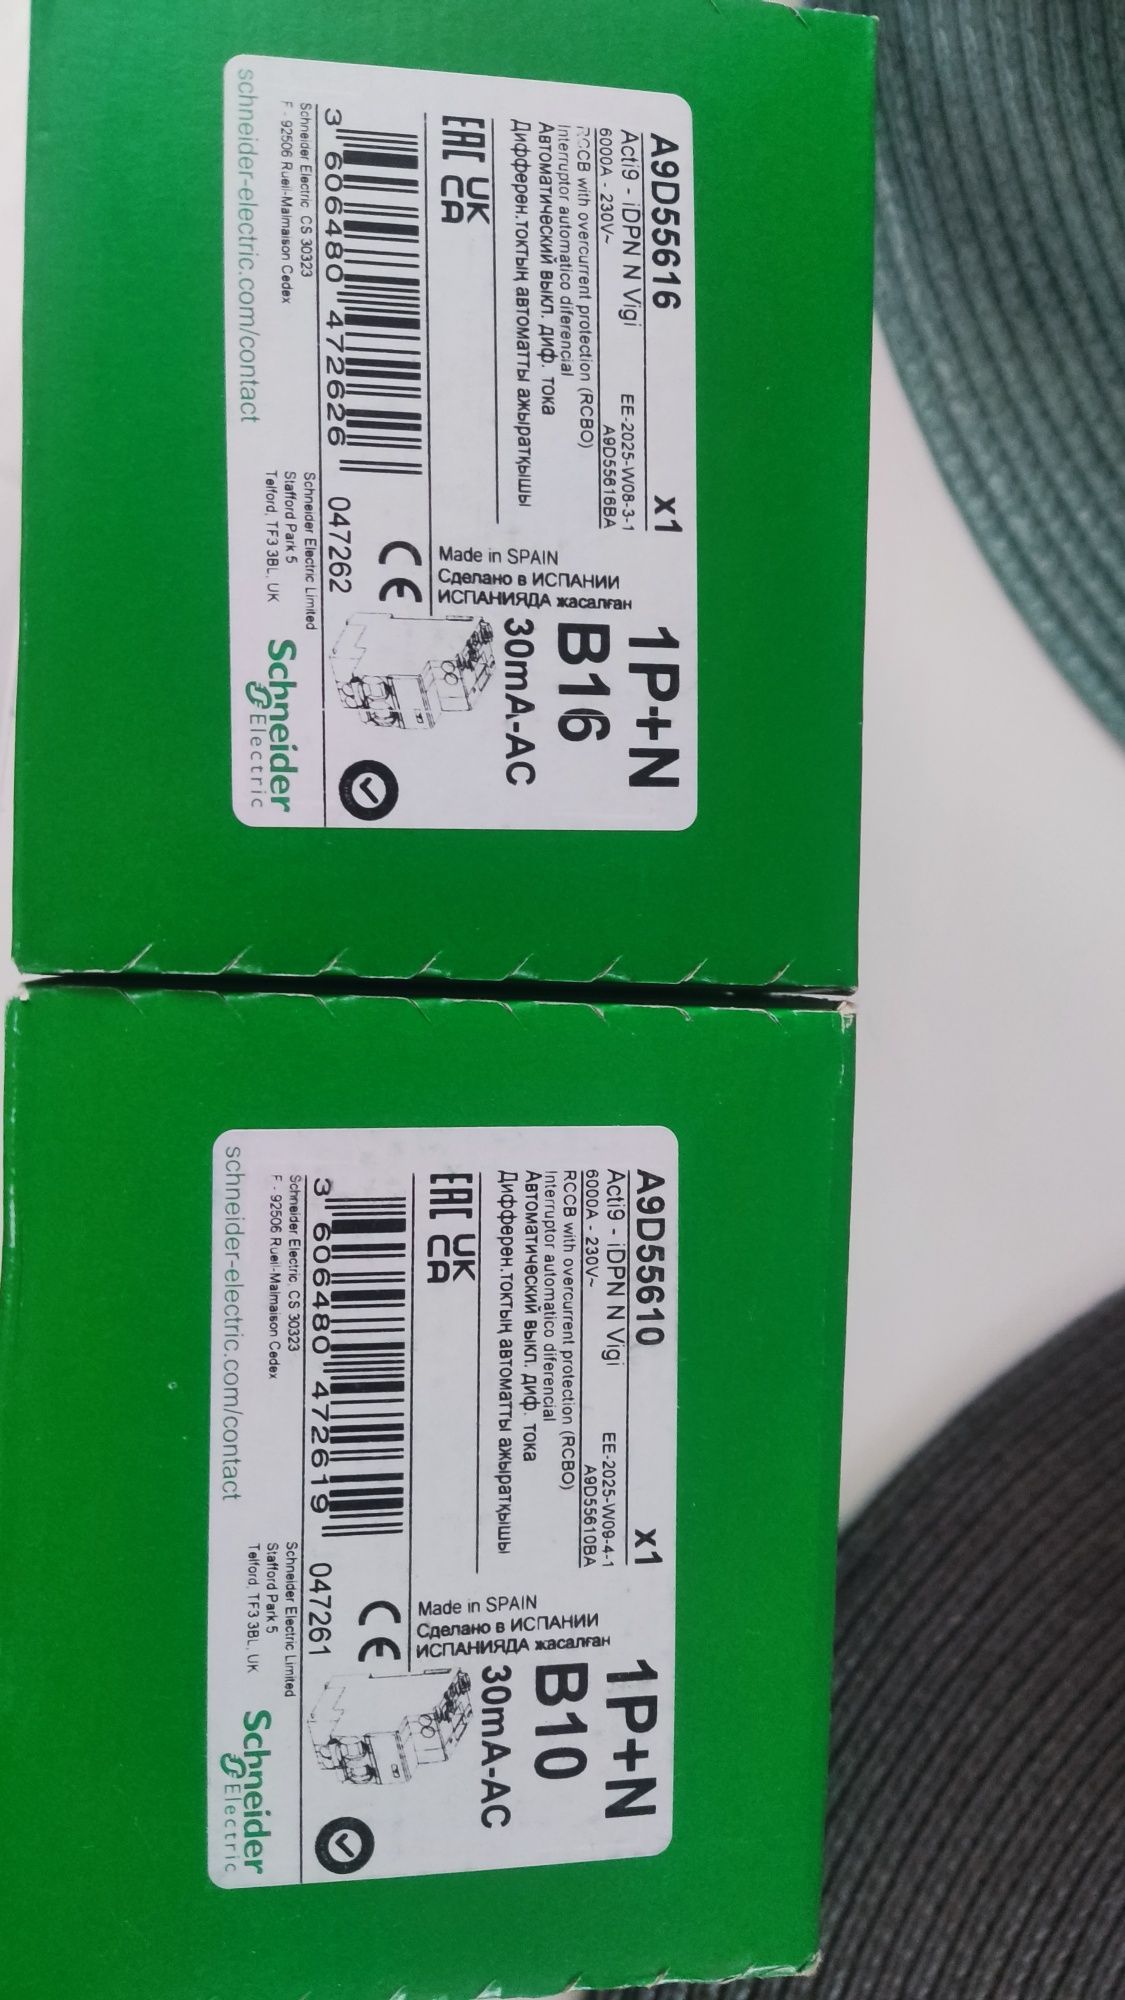 A9D55616 x1
Acti9 - iDPN N Vigi EE-2025-W08-3-1
6000A - 230V~ A9D55616BA
RCCB with overcurrent protection (RCBO)
Interruptor automatico diferencial
Автоматический выкл. диф. тока
Дифферен.токтың автоматты ажыратқышы
EAC UK CA
Made in SPAIN
Сделано в ИСПАНИИ
ИСПАНИЯДА жасалған
1P+N
B16
30mA-AC
CE
3 606480 472626 047262
Schneider Electric, CS 30323
F - 92506 Rueil-Malmaison Cedex
Schneider Electric Limited
Stafford Park 5
Telford, TF3 3BL, UK
schneider-electric.com/contact
Schneider
Electric
A9D55610 x1
Acti9 - iDPN N Vigi EE-2025-W09-4-1
6000A - 230V~ A9D55610BA
RCCB with overcurrent protection (RCBO)
Interruptor automatico diferencial
Автоматический выкл. диф. тока
Дифферен.токтың автоматты ажыратқышы
EAC UK CA
Made in SPAIN
Сделано в ИСПАНИИ
ИСПАНИЯДА жасалған
1P+N
B10
30mA-AC
CE
3 606480 472619 047261
Schneider Electric, CS 30323
F - 92506 Rueil-Malmaison Cedex
Schneider Electric Limited
Stafford Park 5
Telford, TF3 3BL, UK
schneider-electric.com/contact
Schneider
Electric